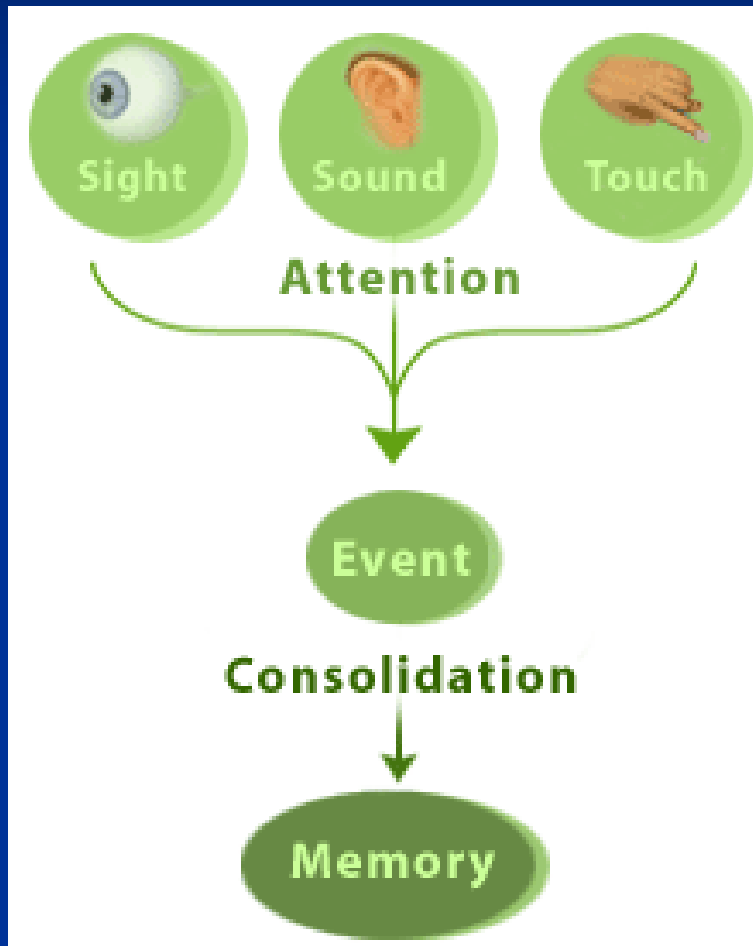 Sight Sound Touch
Attention
Event
Consolidation
Memory